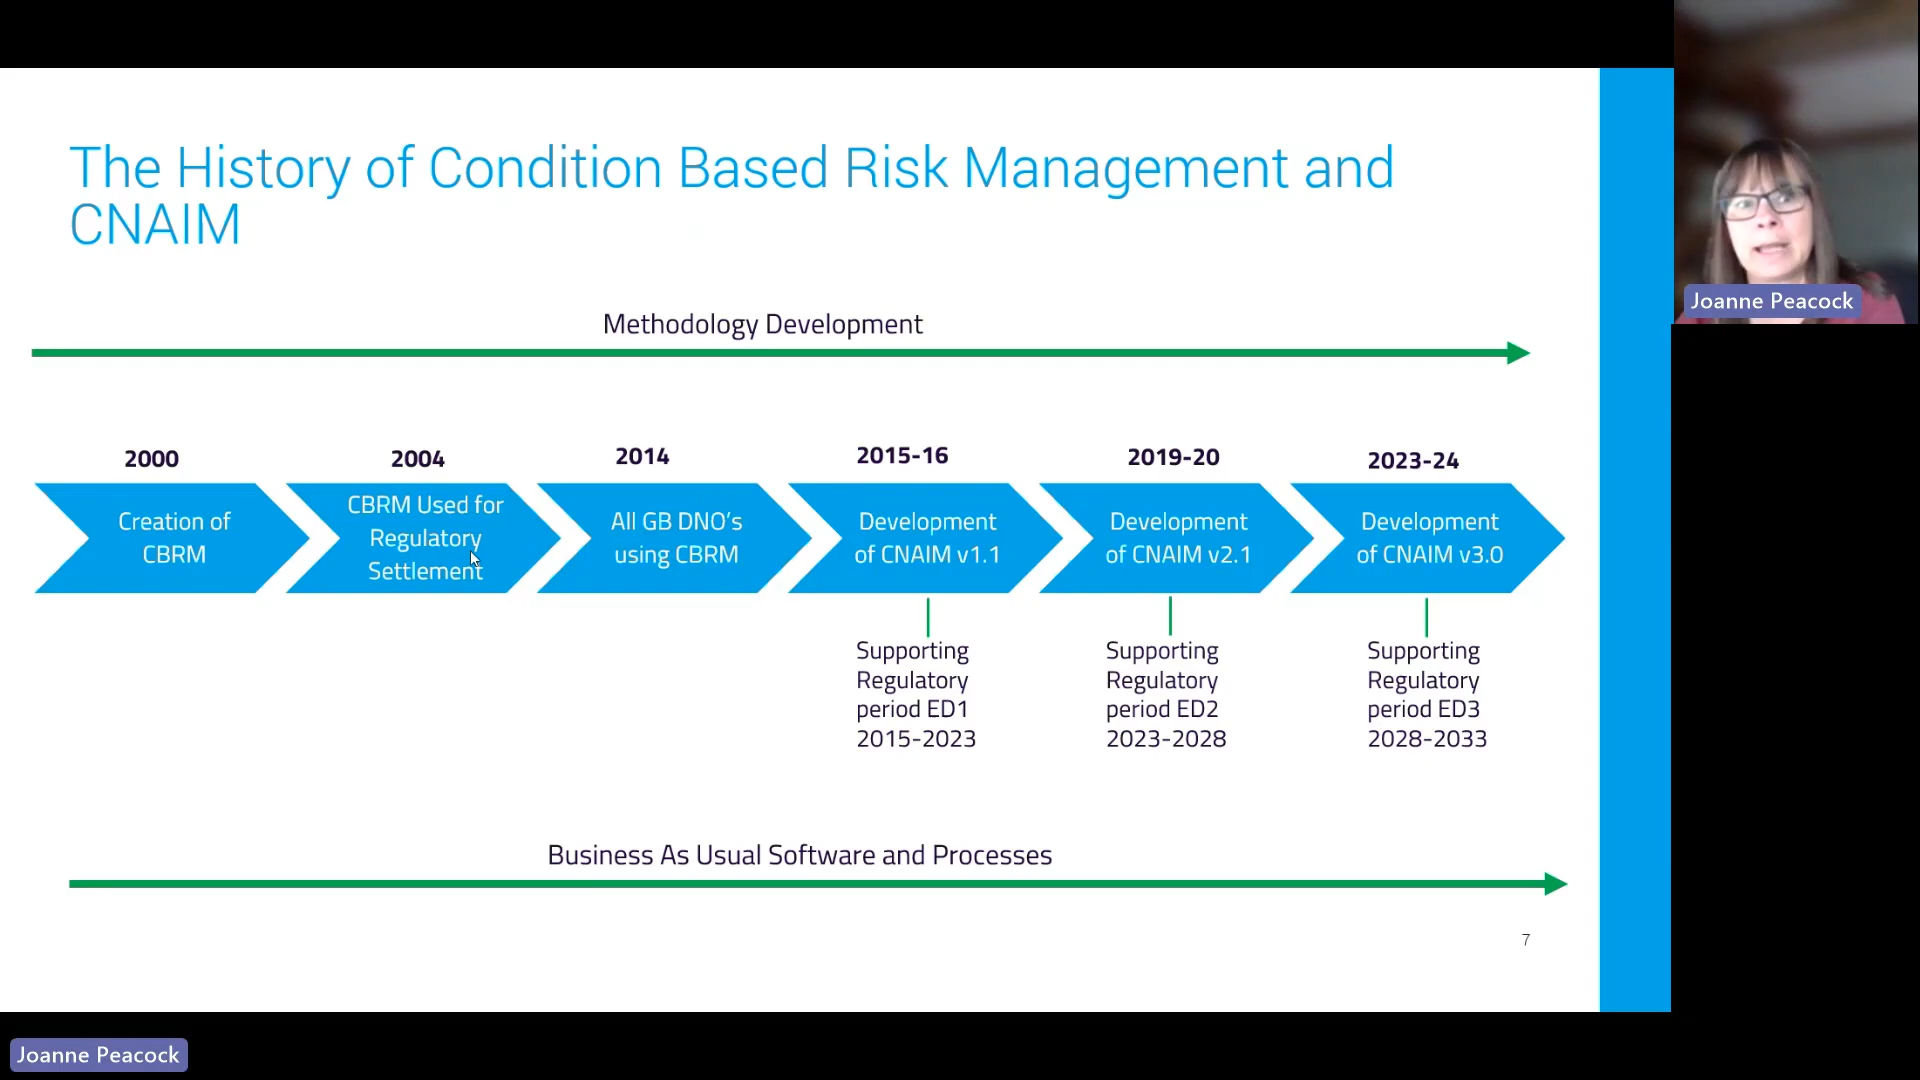 The History of Condition Based Risk Management and
CNAIM
Joanne Peacock
Methodology Development
2000
2004
2014
2015-16
2019-20
2023-24
Creation of
CBRM
CBRM Used for
Regulatory
Settlement
All GB DNO's
using CBRM
Development
of CNAIM v1.1
Development
of CNAIM v2.1
Development
of CNAIM v3.0
Supporting
Regulatory
period ED1
2015-2023
Supporting
Regulatory
period ED2
2023-2028
Supporting
Regulatory
period ED3
2028-2033
Business As Usual Software and Processes
7
Joanne Peacock